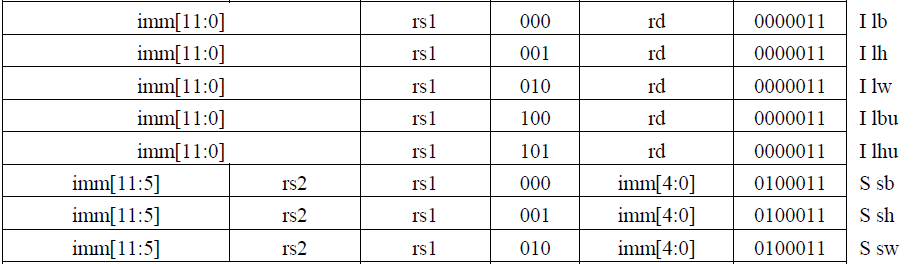 imm[11:0] rs1 000 rd 0000011 I lb
imm[11:0] rs1 001 rd 0000011 I lh
imm[11:0] rs1 010 rd 0000011 I lw
imm[11:0] rs1 100 rd 0000011 I lbu
imm[11:0] rs1 101 rd 0000011 I lhu
imm[11:5] rs2 rs1 000 imm[4:0] 0100011 S sb
imm[11:5] rs2 rs1 001 imm[4:0] 0100011 S sh
imm[11:5] rs2 rs1 010 imm[4:0] 0100011 S sw